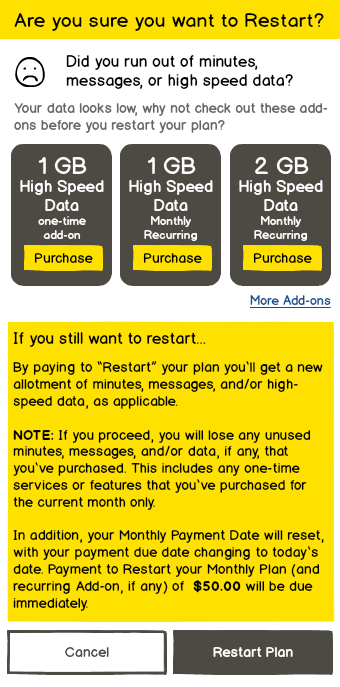 Are you sure you want to Restart?
Did you run out of minutes,
messages, or high speed data?
Your data looks low, why not check out these add-
ons before you restart your plan?
1 GB
High Speed
Data
one-time
add-on
Purchase
1 GB
High Speed
Data
Monthly
Recurring
Purchase
2 GB
High Speed
Data
Monthly
Recurring
Purchase
More Add-ons
If you still want to restart...
By paying to "Restart" your plan you'll get a new
allotment of minutes, messages, and/or high-
speed data, as applicable.
NOTE: If you proceed, you will lose any unused
minutes, messages, and/or data, if any, that
you've purchased. This includes any one-time
services or features that you've purchased for
the current month only.
In addition, your Monthly Payment Date will reset,
with your payment due date changing to today's
date. Payment to Restart your Monthly Plan (and
recurring Add-on, if any) of $50.00 will be due
immediately.
Cancel
Restart Plan